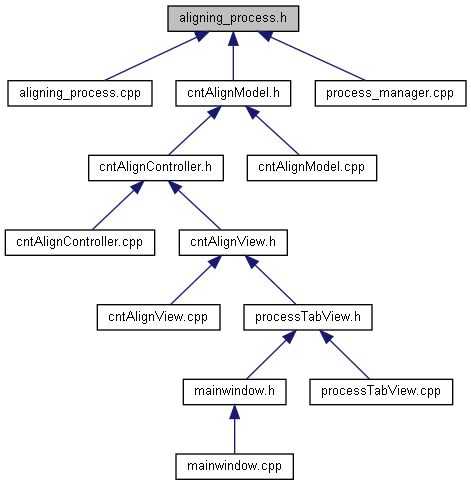 aligning_process.h
aligning_process.cpp
cntAlignModel.h
process_manager.cpp
cntAlignController.h
cntAlignModel.cpp
cntAlignController.cpp
cntAlignView.h
cntAlignView.cpp
processTabView.h
mainwindow.h
processTabView.cpp
mainwindow.cpp